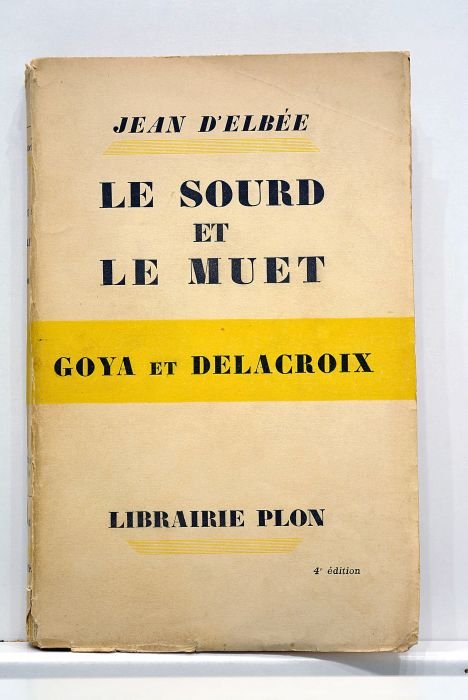 JEAN D'ELBÉE
LE SOURD
ET
LE MUET
GOYA ET DELACROIX
LIBRAIRIE PLON
4e édition